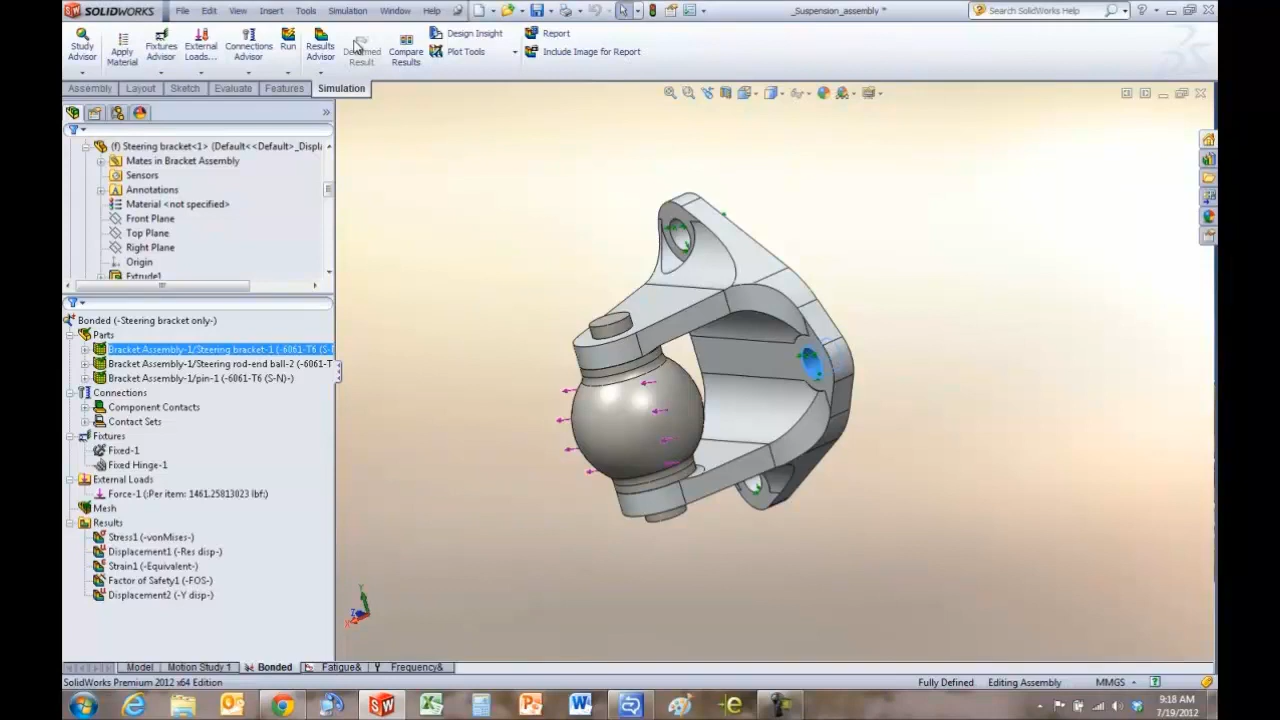 SOLIDWORKS File Edit View Insert Tools Simulation Window Help _Suspension_assembly * Search SolidWorks Help
Study Advisor
Apply Material
Fixtures Advisor
External Loads...
Connections Advisor
Run
Results Advisor
Deformed Result
Compare Results
Design Insight
Plot Tools
Report
Include Image for Report
Assembly Layout Sketch Evaluate Features Simulation
(f) Steering bracket<1> (Default<<Default>_Displa
Mates in Bracket Assembly
Sensors
Annotations
Material <not specified>
Front Plane
Top Plane
Right Plane
Origin
Extrude1
Bonded (-Steering bracket only-)
Parts
Bracket Assembly-1/Steering bracket-1 (-6061-T6 (S-N
Bracket Assembly-1/Steering rod-end ball-2 (-6061-T
Bracket Assembly-1/pin-1 (-6061-T6 (S-N)-)
Connections
Component Contacts
Contact Sets
Fixtures
Fixed-1
Fixed Hinge-1
External Loads
Force-1 (:Per item: 1461.25813023 lbf:)
Mesh
Results
Stress1 (-vonMises-)
Displacement1 (-Res disp-)
Strain1 (-Equivalent-)
Factor of Safety1 (-FOS-)
Displacement2 (-Y disp-)
Y
Z
X
Model Motion Study 1 Bonded Fatigue& Frequency&
SolidWorks Premium 2012 x64 Edition Fully Defined Editing Assembly MMGS
9:18 AM
7/19/2012